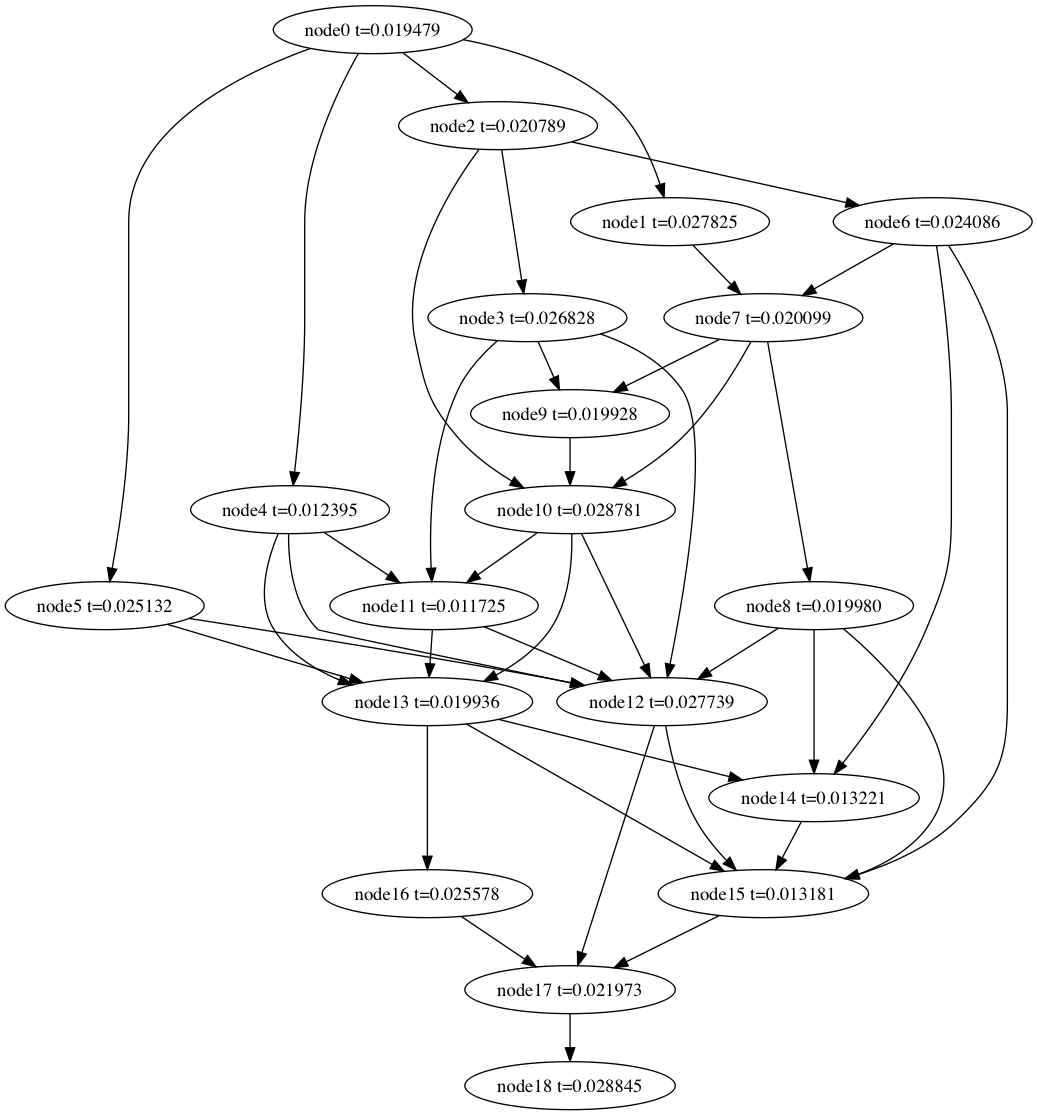 node0 t=0.019479
node2 t=0.020789
node1 t=0.027825
node6 t=0.024086
node3 t=0.026828
node7 t=0.020099
node9 t=0.019928
node4 t=0.012395
node10 t=0.028781
node5 t=0.025132
node11 t=0.011725
node8 t=0.019980
node13 t=0.019936
node12 t=0.027739
node14 t=0.013221
node16 t=0.025578
node15 t=0.013181
node17 t=0.021973
node18 t=0.028845